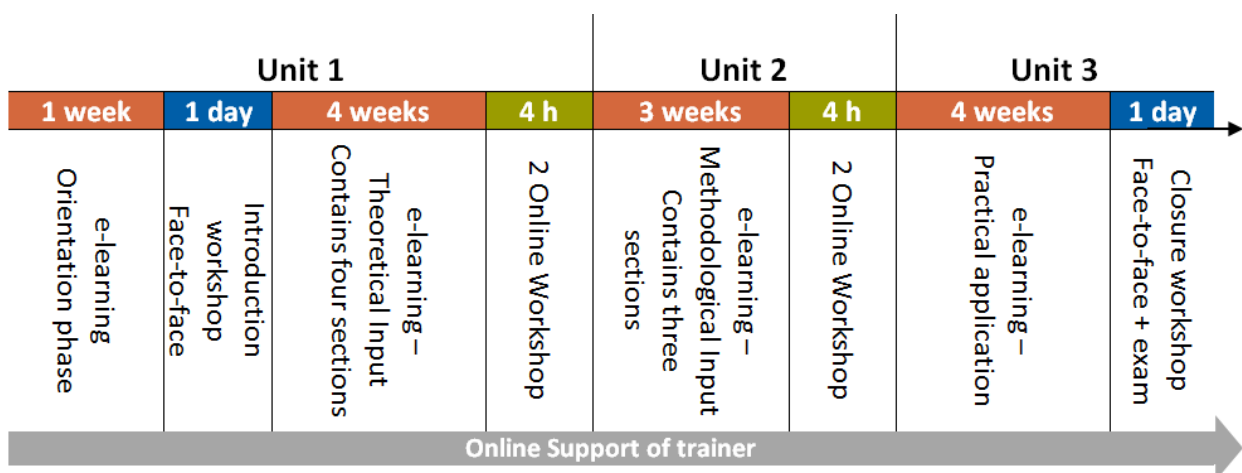 Unit 1
Unit 2
Unit 3
1 week
1 day
4 weeks
4 h
3 weeks
4 h
4 weeks
1 day
e-learning
Orientation phase
Introduction
workshop
Face-to-face
e-learning –
Theoretical Input
Contains four sections
2 Online Workshop
e-learning –
Methodological Input
Contains three
sections
2 Online Workshop
e-learning –
Practical application
Closure workshop
Face-to-face + exam
Online Support of trainer